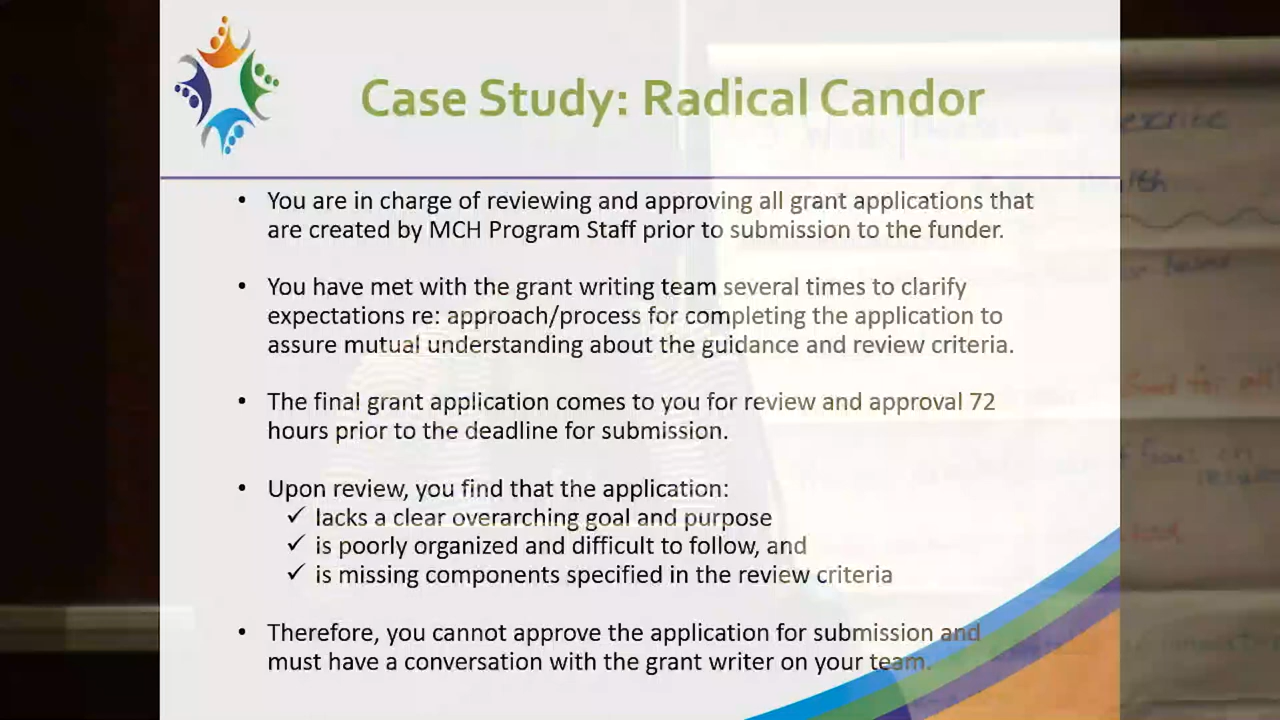 Case Study: Radical Candor
• You are in charge of reviewing and approving all grant applications that
are created by MCH Program Staff prior to submission to the funder.
• You have met with the grant writing team several times to clarify
expectations re: approach/process for completing the application to
assure mutual understanding about the guidance and review criteria.
• The final grant application comes to you for review and approval 72
hours prior to the deadline for submission.
• Upon review, you find that the application:
✓ lacks a clear overarching goal and purpose
✓ is poorly organized and difficult to follow, and
✓ is missing components specified in the review criteria
• Therefore, you cannot approve the application for submission and
must have a conversation with the grant writer on your team.